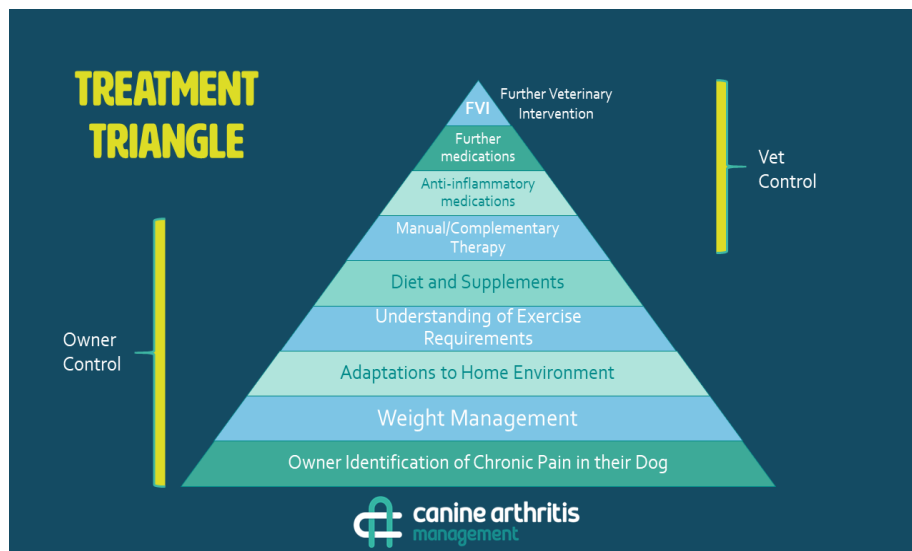 TREATMENT
TRIANGLE
FVI
Further Veterinary
Intervention
Further
medications
Anti-inflammatory
medications
Manual/Complementary
Therapy
Diet and Supplements
Understanding of Exercise
Requirements
Adaptations to Home Environment
Weight Management
Owner Identification of Chronic Pain in their Dog
Vet
Control
Owner
Control
canine arthritis
management